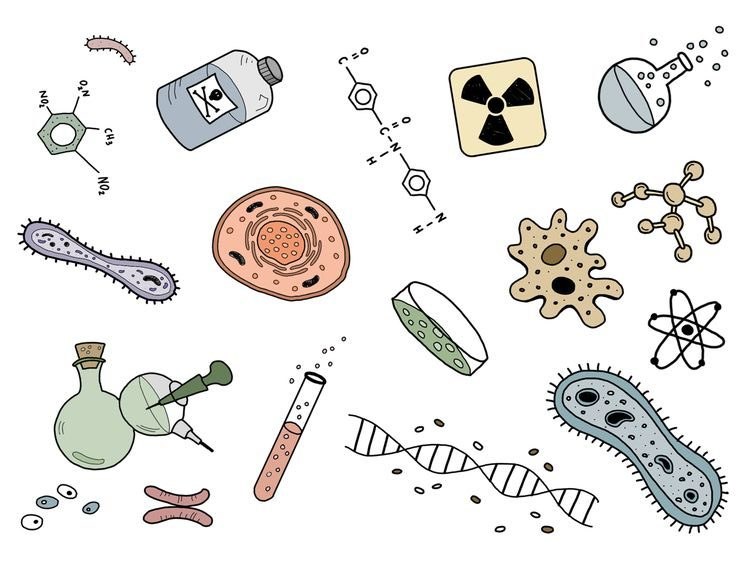 NO₂
O₂N
CH3
NO₂
C=O
C=O
N-H
N-H